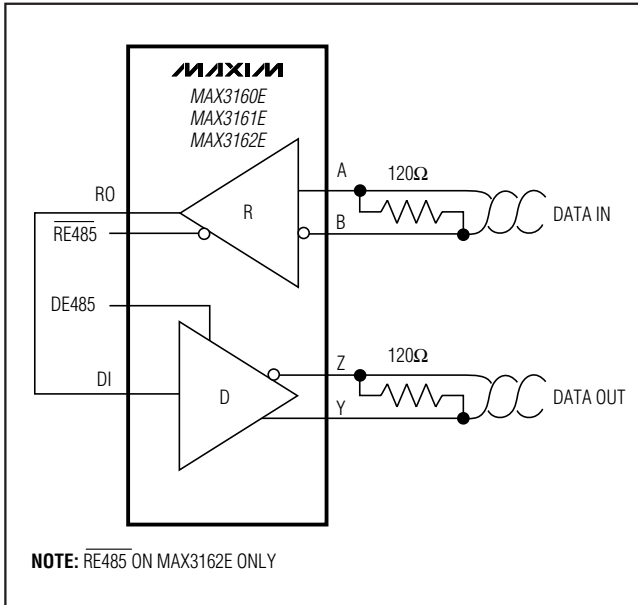 MAXIM
MAX3160E
MAX3161E
MAX3162E
A
120Ω
RO
R
B
RE485
DATA IN
DE485
Z
120Ω
DI
D
Y
DATA OUT
NOTE: RE485 ON MAX3162E ONLY